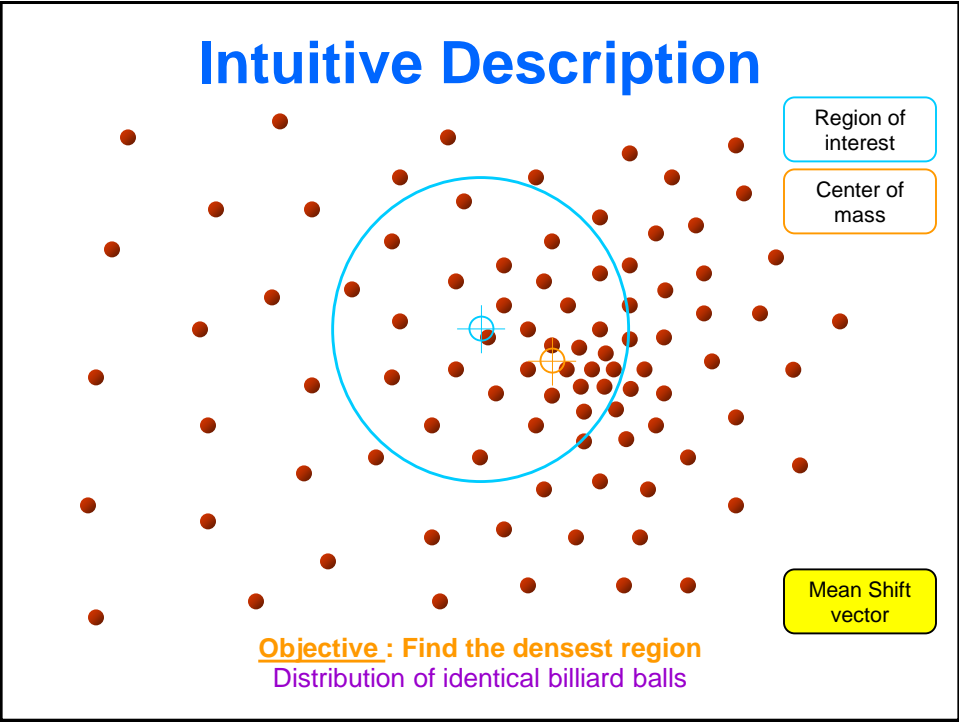 Intuitive Description
Region of
interest
Center of
mass
Mean Shift
vector
Objective : Find the densest region
Distribution of identical billiard balls